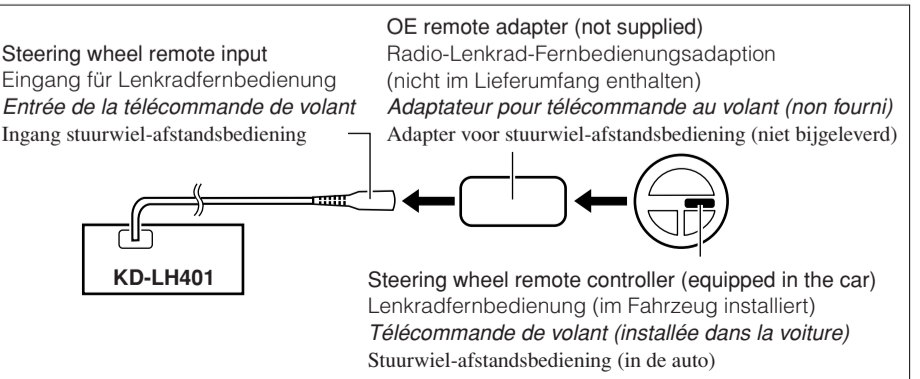 OE remote adapter (not supplied)
Radio-Lenkrad-Fernbedienungsadaption
(nicht im Lieferumfang enthalten)
Adaptateur pour télécommande au volant (non fourni)
Adapter voor stuurwiel-afstandsbediening (niet bijgeleverd)
Steering wheel remote input
Eingang für Lenkradfernbedienung
Entrée de la télécommande de volant
Ingang stuurwiel-afstandsbediening
KD-LH401
Steering wheel remote controller (equipped in the car)
Lenkradfernbedienung (im Fahrzeug installiert)
Télécommande de volant (installée dans la voiture)
Stuurwiel-afstandsbediening (in de auto)